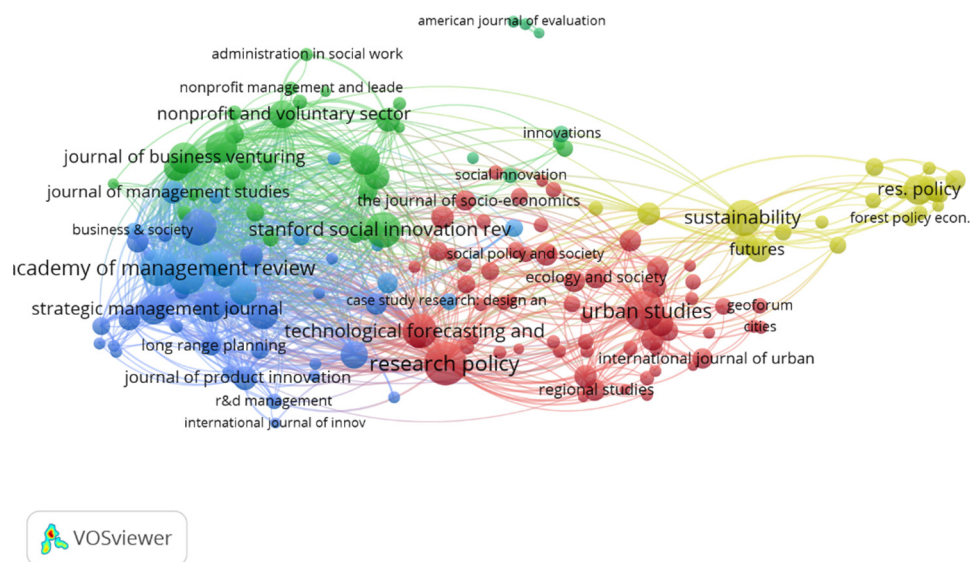 american journal of evaluation
administration in social work
nonprofit management and leade
nonprofit and voluntary sector
innovations
journal of business venturing
social innovation
res. policy
journal of management studies
the journal of socio-economics
sustainability
forest policy econ.
business & society
stanford social innovation rev
futures
social policy and society
academy of management review
ecology and society
case study research: design an
strategic management journal
urban studies
geoforum
technological forecasting and
cities
long range planning
research policy
international journal of urban
journal of product innovation
regional studies
r&d management
international journal of innov
VOSviewer